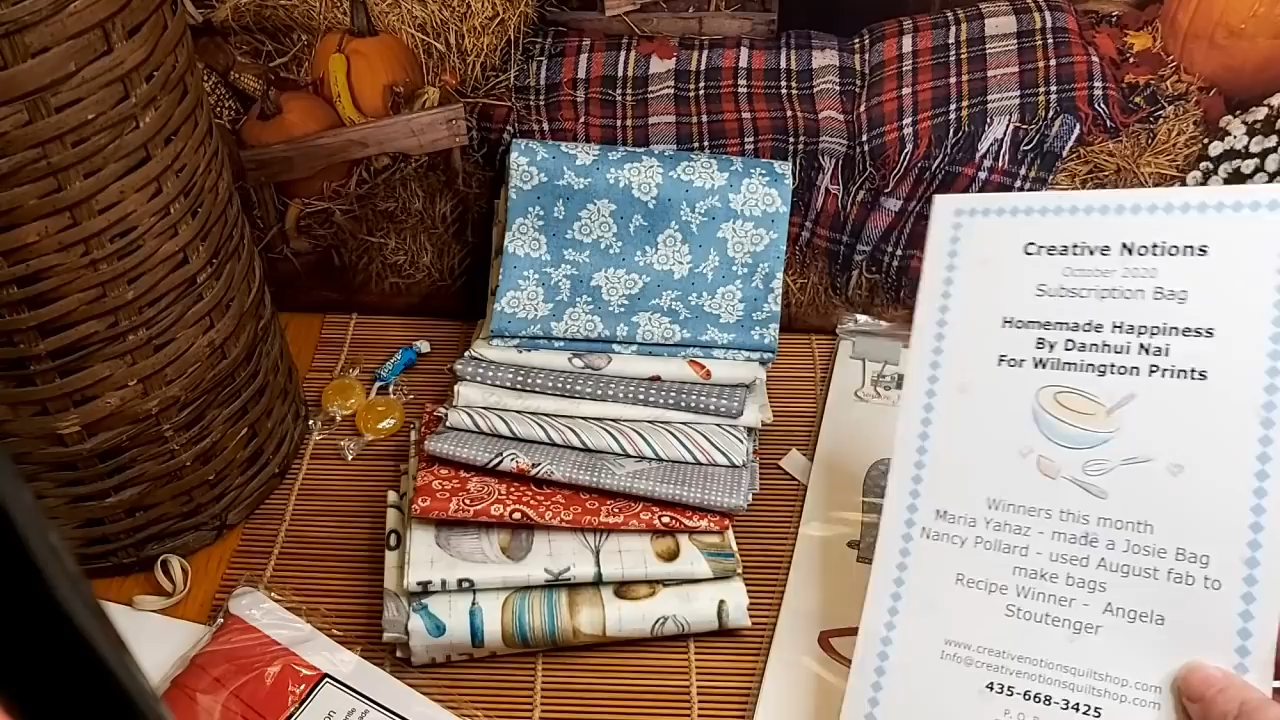 Creative Notions
October 2020
Subscription Bag
Homemade Happiness
By Danhui Nai
For Wilmington Prints
Winners this month
Maria Yahaz - made a Josie Bag
Nancy Pollard - used August fab to
make bags
Recipe Winner - Angela
Stoutenger
www.creativenotionsquiltshop.com
Info@creativenotionsquiltshop.com
435-668-3425